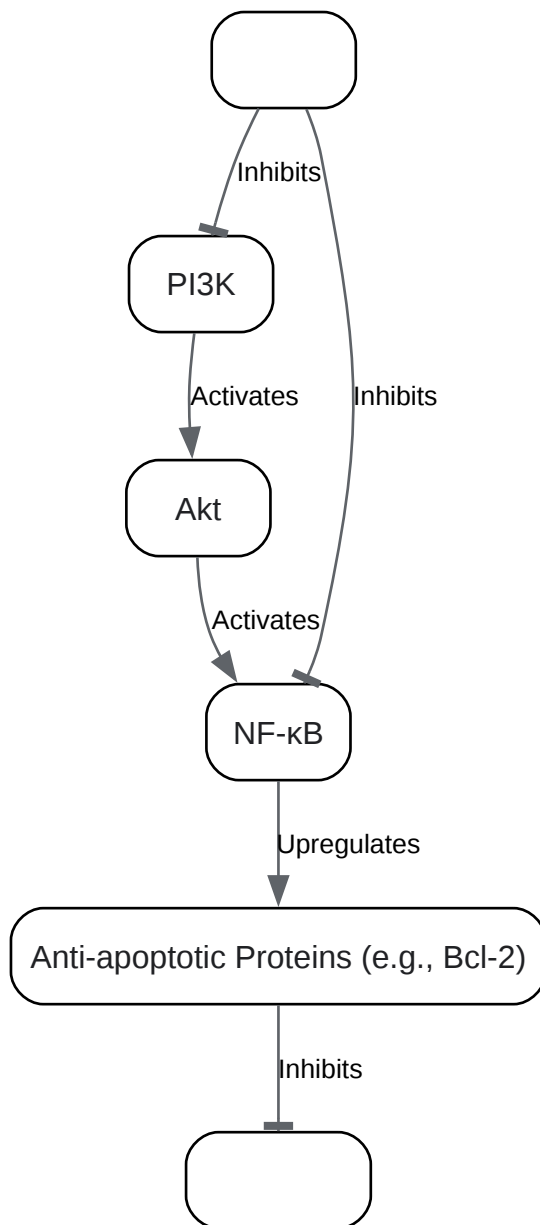 Inhibits
PI3K
Activates
Inhibits
Akt
Activates
NF-κB
Upregulates
Anti-apoptotic Proteins (e.g., Bcl-2)
Inhibits